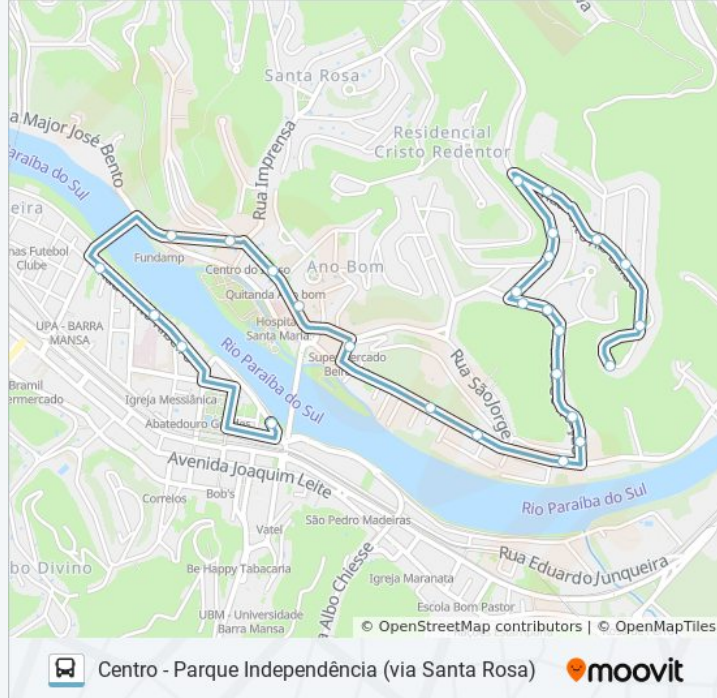 Santa Rosa
a Major José Bento
Residencial
Cristo Redentor
Rua Imprensa
Paraíba do Sul
eira
nas Futebol
Clube
Fundamp
Centro do
Ano Bom
Quitanda Ano bom
UPA - BARRA
MANSA
Hospital
Santa Maria
Rio Paraíba do Sul
Supermercado
Rua São Jorge
Bramil
ermercado
Igreja Messiânica
Abatedouro
Avenida Joaquim Leite
Rio Paraíba do Sul
Correios
Bob's
São Pedro Madeiras
Vatel
Rua Eduardo Junqueira
bo Divino
Be Happy Tabacaria
a Albo Chiesse
Igreja Maranata
UBM - Universidade
Barra Mansa
Escola Bom Pastor
© OpenStreetMap contributors | © OpenMapTiles
Centro - Parque Independência (via Santa Rosa)
moovit